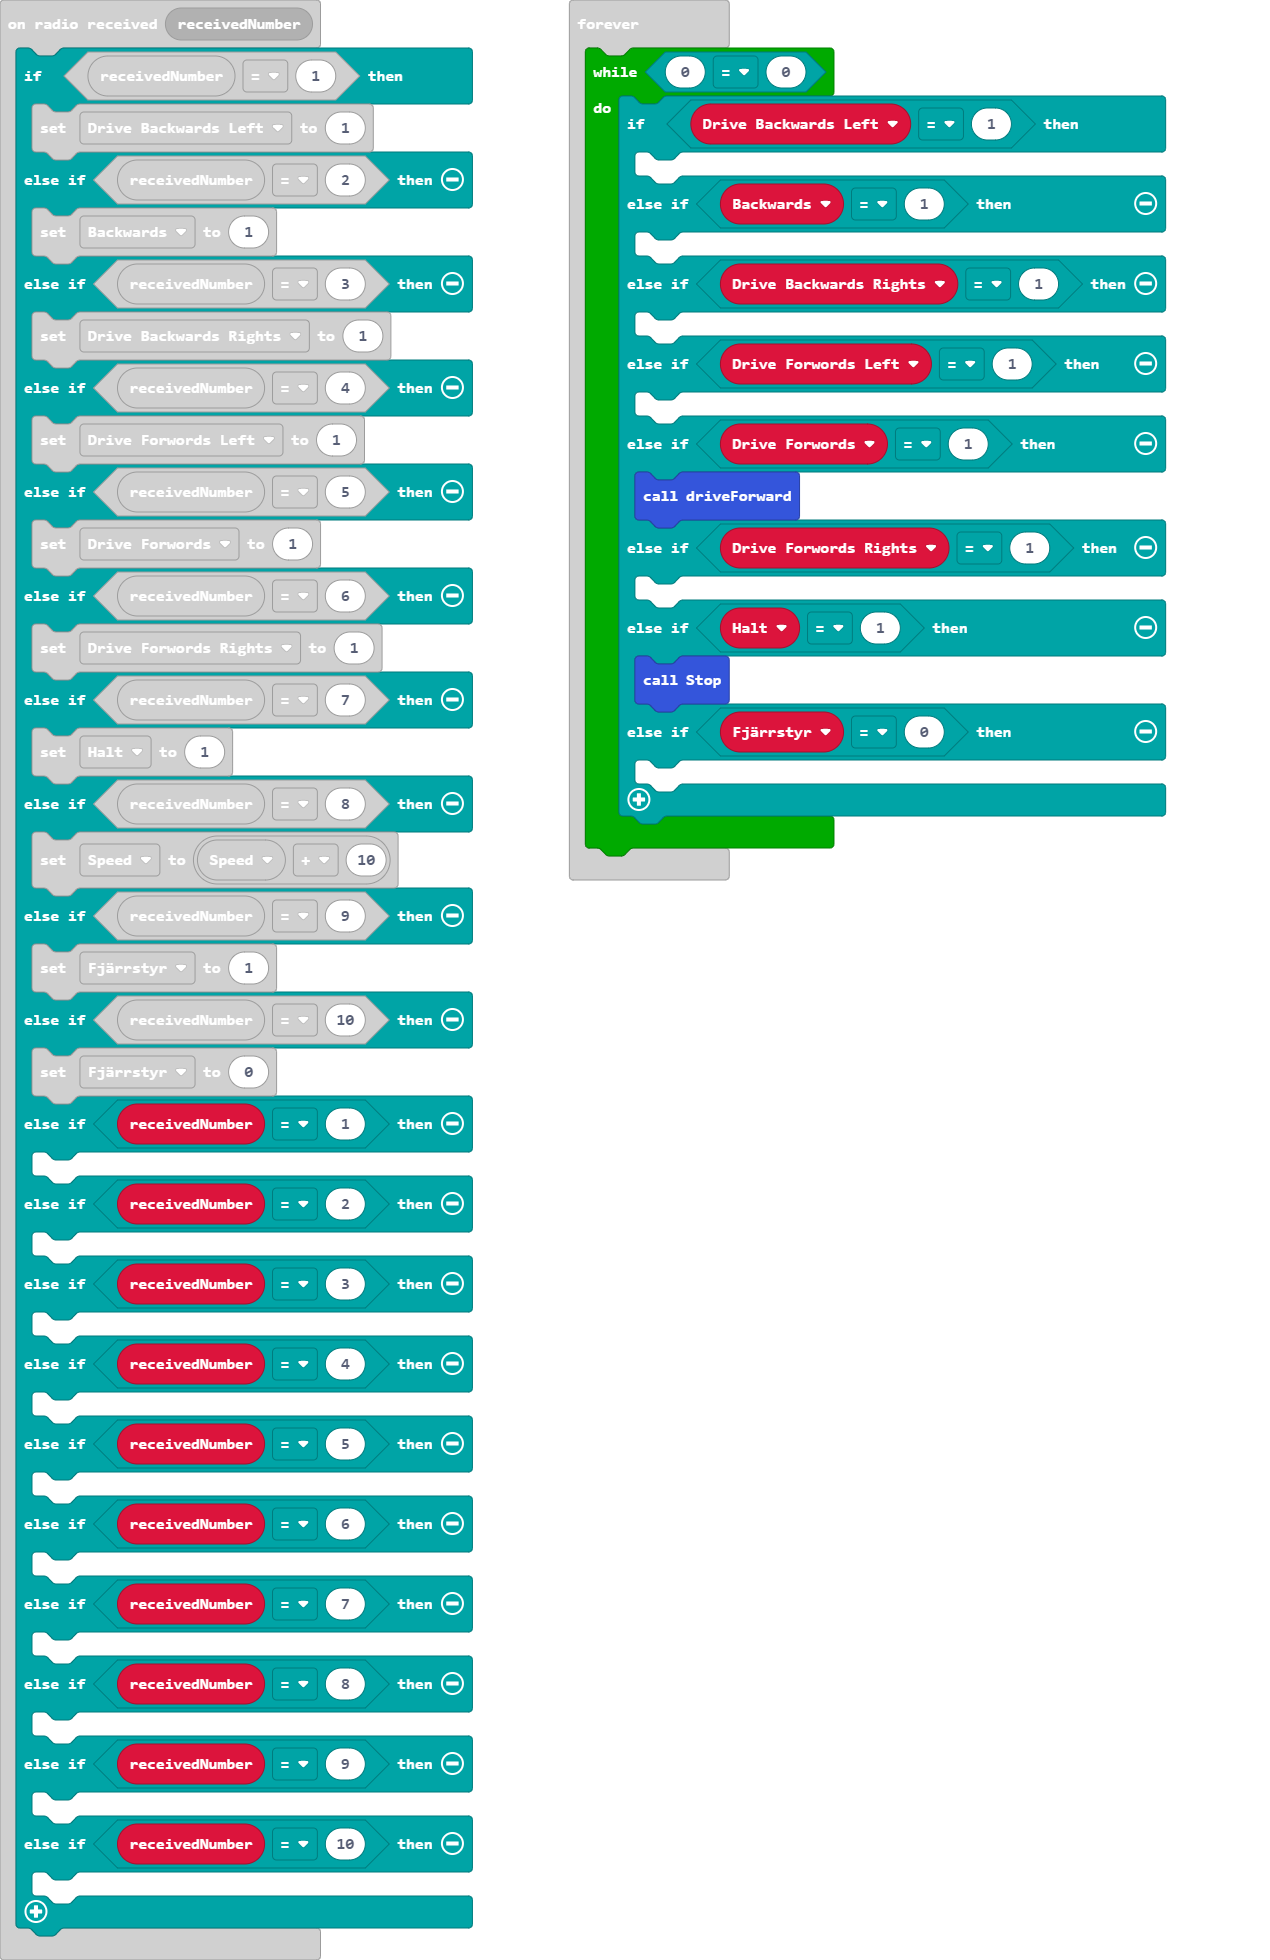 on radio received receivedNumber
if receivedNumber = 1 then
set Drive Backwards Left to 1
else if receivedNumber = 2 then
set Backwards to 1
else if receivedNumber = 3 then
set Drive Backwards Rights to 1
else if receivedNumber = 4 then
set Drive Forwords Left to 1
else if receivedNumber = 5 then
set Drive Forwords to 1
else if receivedNumber = 6 then
set Drive Forwords Rights to 1
else if receivedNumber = 7 then
set Halt to 1
else if receivedNumber = 8 then
set Speed to Speed + 10
else if receivedNumber = 9 then
set Fjärrstyr to 1
else if receivedNumber = 10 then
set Fjärrstyr to 0
else if receivedNumber = 1 then
else if receivedNumber = 2 then
else if receivedNumber = 3 then
else if receivedNumber = 4 then
else if receivedNumber = 5 then
else if receivedNumber = 6 then
else if receivedNumber = 7 then
else if receivedNumber = 8 then
else if receivedNumber = 9 then
else if receivedNumber = 10 then
forever
while 0 = 0
do if Drive Backwards Left = 1 then
else if Backwards = 1 then
else if Drive Backwards Rights = 1 then
else if Drive Forwords Left = 1 then
else if Drive Forwords = 1 then
call driveForward
else if Drive Forwords Rights = 1 then
else if Halt = 1 then
call Stop
else if Fjärrstyr = 0 then